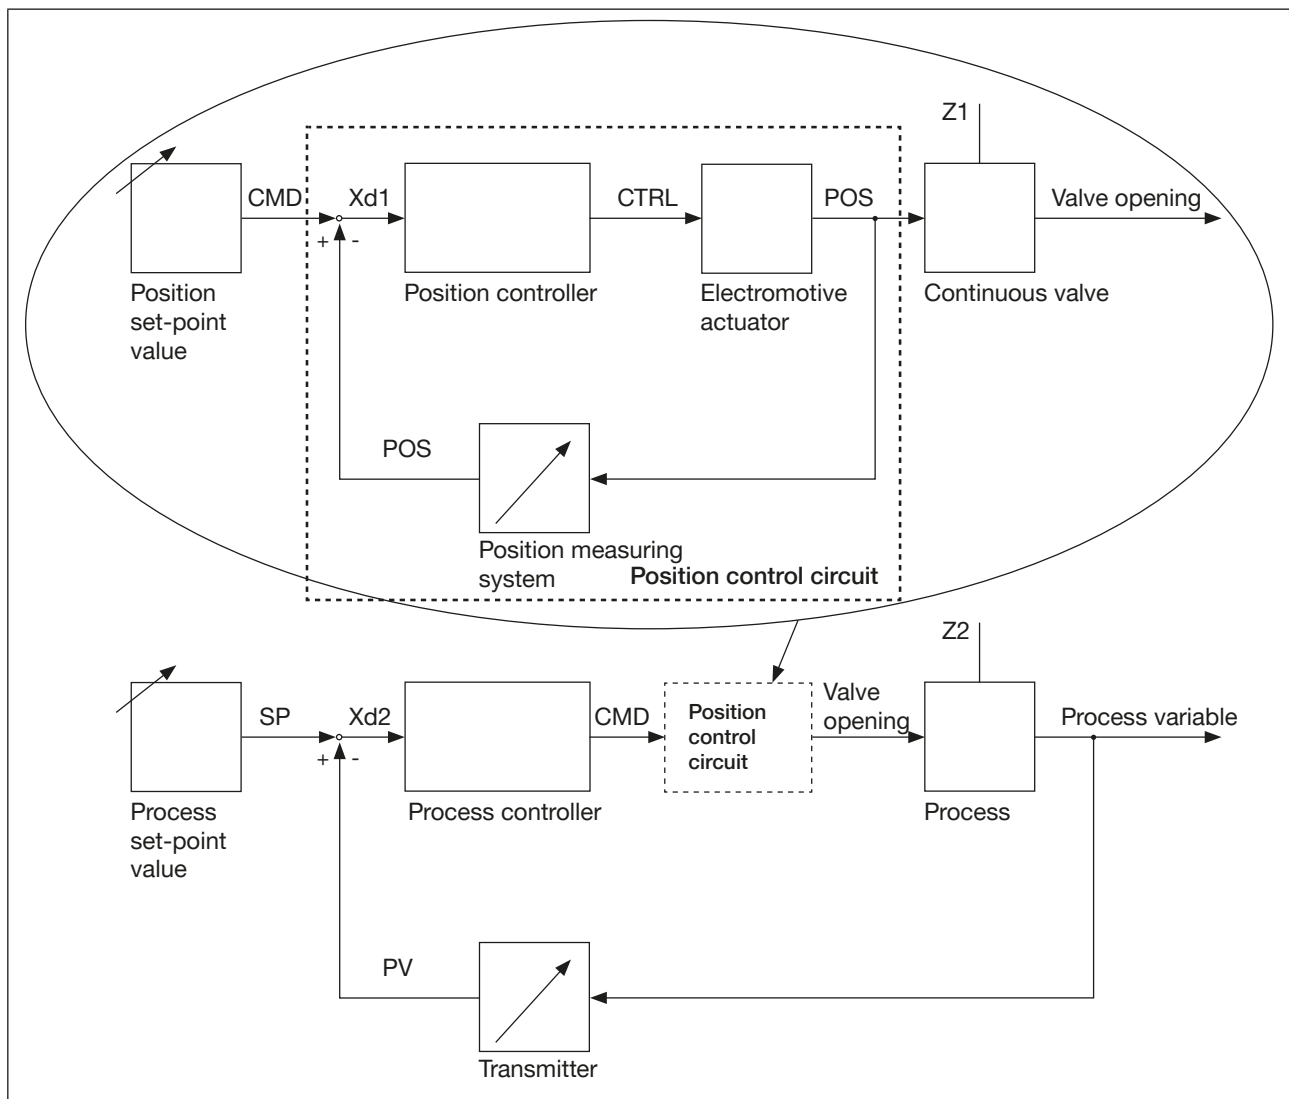 Z1
CMD
Xd1
CTRL
POS
Valve opening
+ -
Position
set-point
value
Position controller
Electromotive
actuator
Continuous valve
POS
Position measuring
system
Position control circuit
Z2
SP
Xd2
CMD
Position
control
circuit
Valve
opening
Process variable
+ -
Process
set-point
value
Process controller
Process
PV
Transmitter